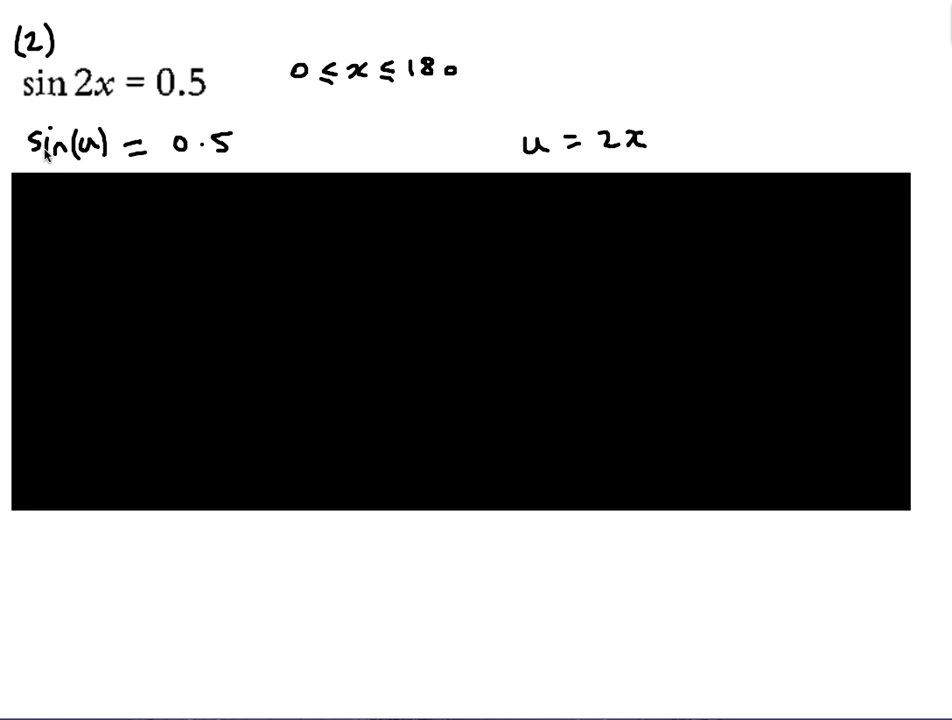 (2)
sin 2x = 0.5 0 ≤ x ≤ 180
sin(u) = 0.5 u = 2x